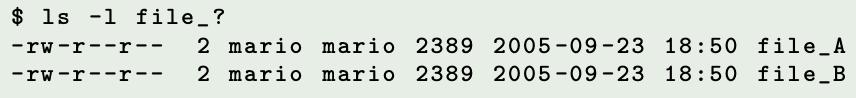 $ ls -l file_?
-rw-r--r--  2 mario mario 2389 2005-09-23 18:50 file_A
-rw-r--r--  2 mario mario 2389 2005-09-23 18:50 file_B